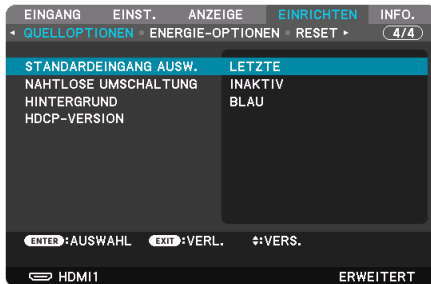 EINGANG EINST. ANZEIGE EINRICHTEN INFO.
◂ QUELLOPTIONEN • ENERGIE-OPTIONEN • RESET ▸ 4/4
STANDARDEINGANG AUSW. LETZTE
NAHTLOSE UMSCHALTUNG INAKTIV
HINTERGRUND BLAU
HDCP-VERSION
ENTER:AUSWAHL EXIT:VERL. ♦:VERS.
HDMI1 ERWEITERT